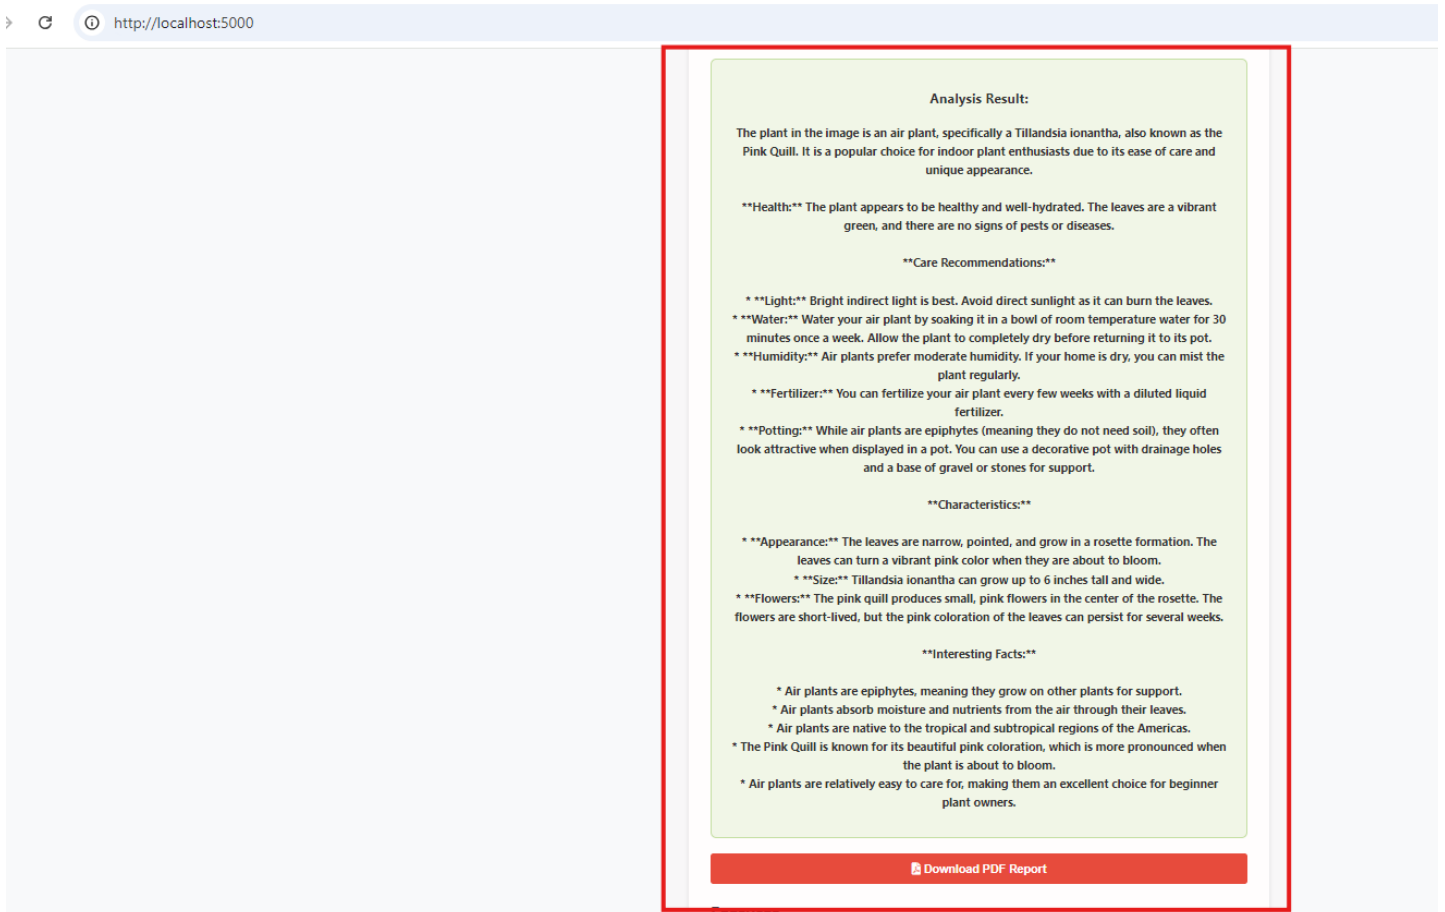 http://localhost:5000
Analysis Result:
The plant in the image is an air plant, specifically a Tillandsia ionantha, also known as the
Pink Quill. It is a popular choice for indoor plant enthusiasts due to its ease of care and
unique appearance.
**Health:** The plant appears to be healthy and well-hydrated. The leaves are a vibrant
green, and there are no signs of pests or diseases.
**Care Recommendations:**
* **Light:** Bright indirect light is best. Avoid direct sunlight as it can burn the leaves.
* **Water:** Water your air plant by soaking it in a bowl of room temperature water for 30
minutes once a week. Allow the plant to completely dry before returning it to its pot.
* **Humidity:** Air plants prefer moderate humidity. If your home is dry, you can mist the
plant regularly.
* **Fertilizer:** You can fertilize your air plant every few weeks with a diluted liquid
fertilizer.
* **Potting:** While air plants are epiphytes (meaning they do not need soil), they often
look attractive when displayed in a pot. You can use a decorative pot with drainage holes
and a base of gravel or stones for support.
**Characteristics:**
* **Appearance:** The leaves are narrow, pointed, and grow in a rosette formation. The
leaves can turn a vibrant pink color when they are about to bloom.
* **Size:** Tillandsia ionantha can grow up to 6 inches tall and wide.
* **Flowers:** The pink quill produces small, pink flowers in the center of the rosette. The
flowers are short-lived, but the pink coloration of the leaves can persist for several weeks.
**Interesting Facts:**
* Air plants are epiphytes, meaning they grow on other plants for support.
* Air plants absorb moisture and nutrients from the air through their leaves.
* Air plants are native to the tropical and subtropical regions of the Americas.
* The Pink Quill is known for its beautiful pink coloration, which is more pronounced when
the plant is about to bloom.
* Air plants are relatively easy to care for, making them an excellent choice for beginner
plant owners.
Download PDF Report